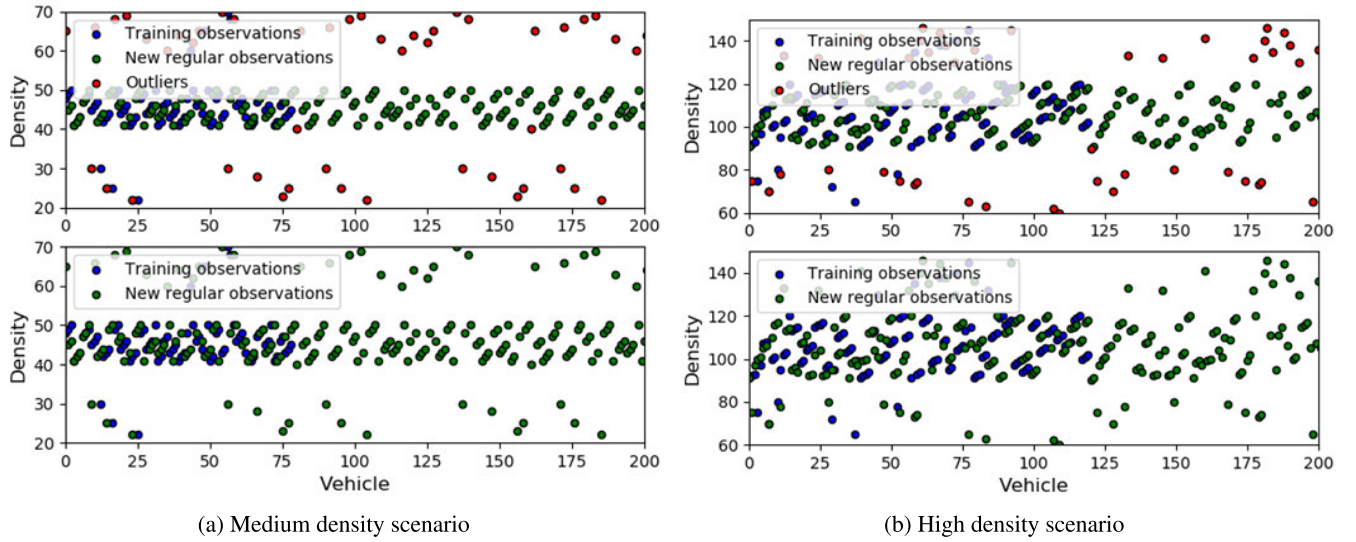 70
60
50
40
30
20
Density
Training observations
New regular observations
Outliers
0 25 50 75 100 125 150 175 200
70
60
50
40
30
20
Density
Training observations
New regular observations
0 25 50 75 100 125 150 175 200
Vehicle
(a) Medium density scenario
140
120
100
80
60
Density
Training observations
New regular observations
Outliers
0 25 50 75 100 125 150 175 200
140
120
100
80
60
Density
Training observations
New regular observations
0 25 50 75 100 125 150 175 200
Vehicle
(b) High density scenario